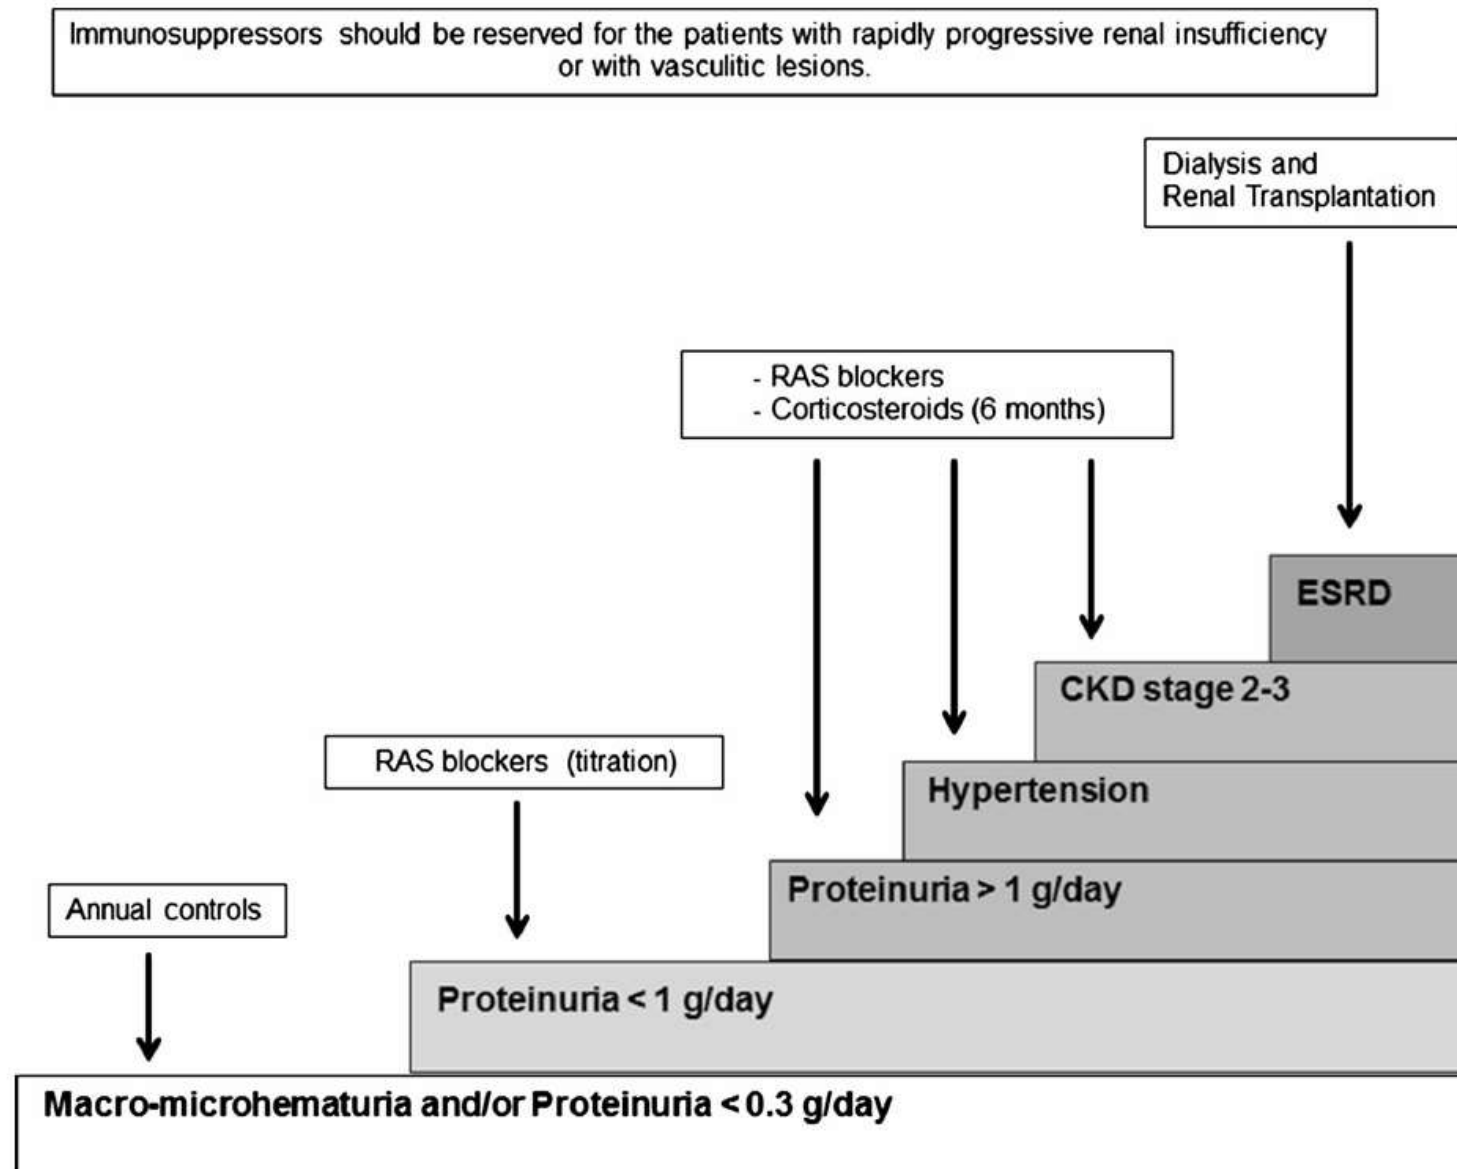 Immunosuppressors should be reserved for the patients with rapidly progressive renal insufficiency
or with vasculitic lesions.
Dialysis and
Renal Transplantation
- RAS blockers
- Corticosteroids (6 months)
ESRD
CKD stage 2-3
RAS blockers (titration)
Hypertension
Proteinuria > 1 g/day
Annual controls
Proteinuria < 1 g/day
Macro-microhematuria and/or Proteinuria < 0.3 g/day